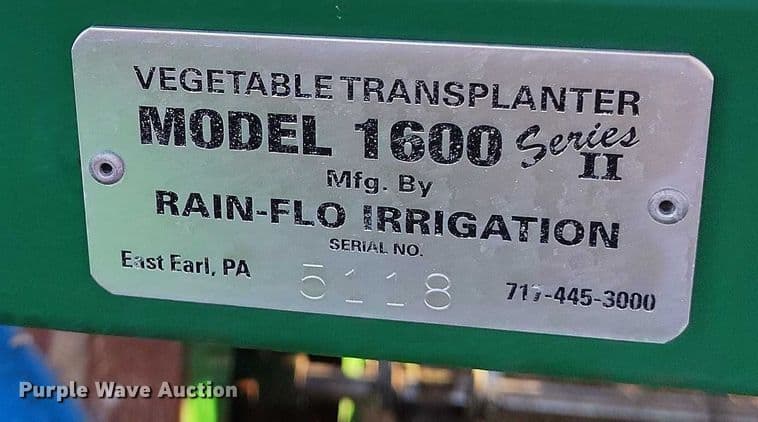 VEGETABLE TRANSPLANTER
MODEL 1600 Series II
Mfg. By
RAIN-FLO IRRIGATION
SERIAL NO.
East Earl, PA 5118 717-445-3000
Purple Wave Auction